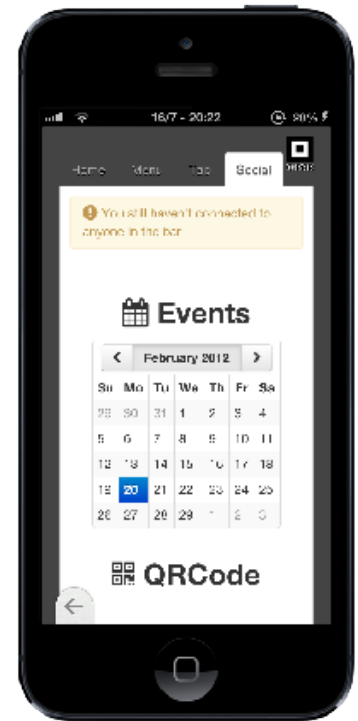 16/7 - 20:22 90%
Home Menu Tab Social
You still haven't connected to
anyone in the bar
Events
February 2012
Su Mo Tu We Th Fr Sa
29 30 31 1 2 3 4
5 6 7 8 9 10 11
12 13 14 15 16 17 18
19 20 21 22 23 24 25
26 27 28 29 1 2 3
QRCode